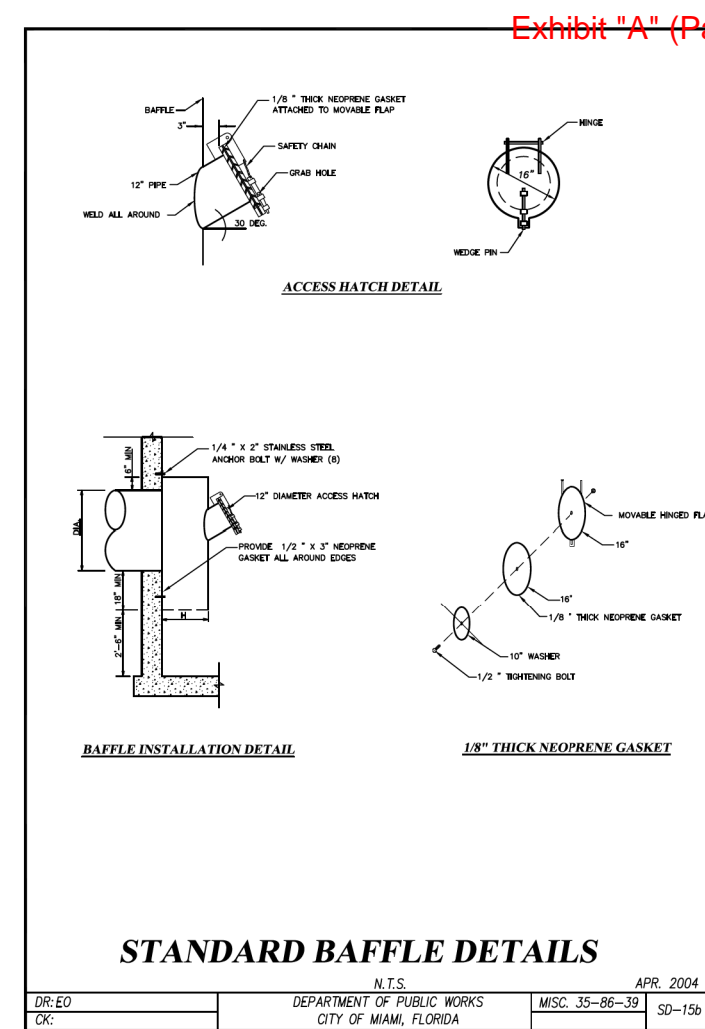 Exhibit "A" (Pa
1/8 " THICK NEOPRENE GASKET
ATTACHED TO MOVABLE FLAP
BAFFLE
3"
SAFETY CHAIN
GRAB HOLE
12" PIPE
WELD ALL AROUND
30 DEG.
HINGE
16"
WEDGE PIN
ACCESS HATCH DETAIL
1/4 " X 2" STAINLESS STEEL
ANCHOR BOLT W/ WASHER (8)
6" MIN
12" DIAMETER ACCESS HATCH
DIA.
PROVIDE 1/2 " X 3" NEOPRENE
GASKET ALL AROUND EDGES
18" MIN
H
2'-6" MIN
MOVABLE HINGED FLA
16"
16"
1/8 " THICK NEOPRENE GASKET
10" WASHER
1/2 " TIGHTENING BOLT
BAFFLE INSTALLATION DETAIL
1/8" THICK NEOPRENE GASKET
STANDARD BAFFLE DETAILS
N.T.S.
APR. 2004
DR: EO
DEPARTMENT OF PUBLIC WORKS
MISC. 35-86-39
SD-15b
CK:
CITY OF MIAMI, FLORIDA